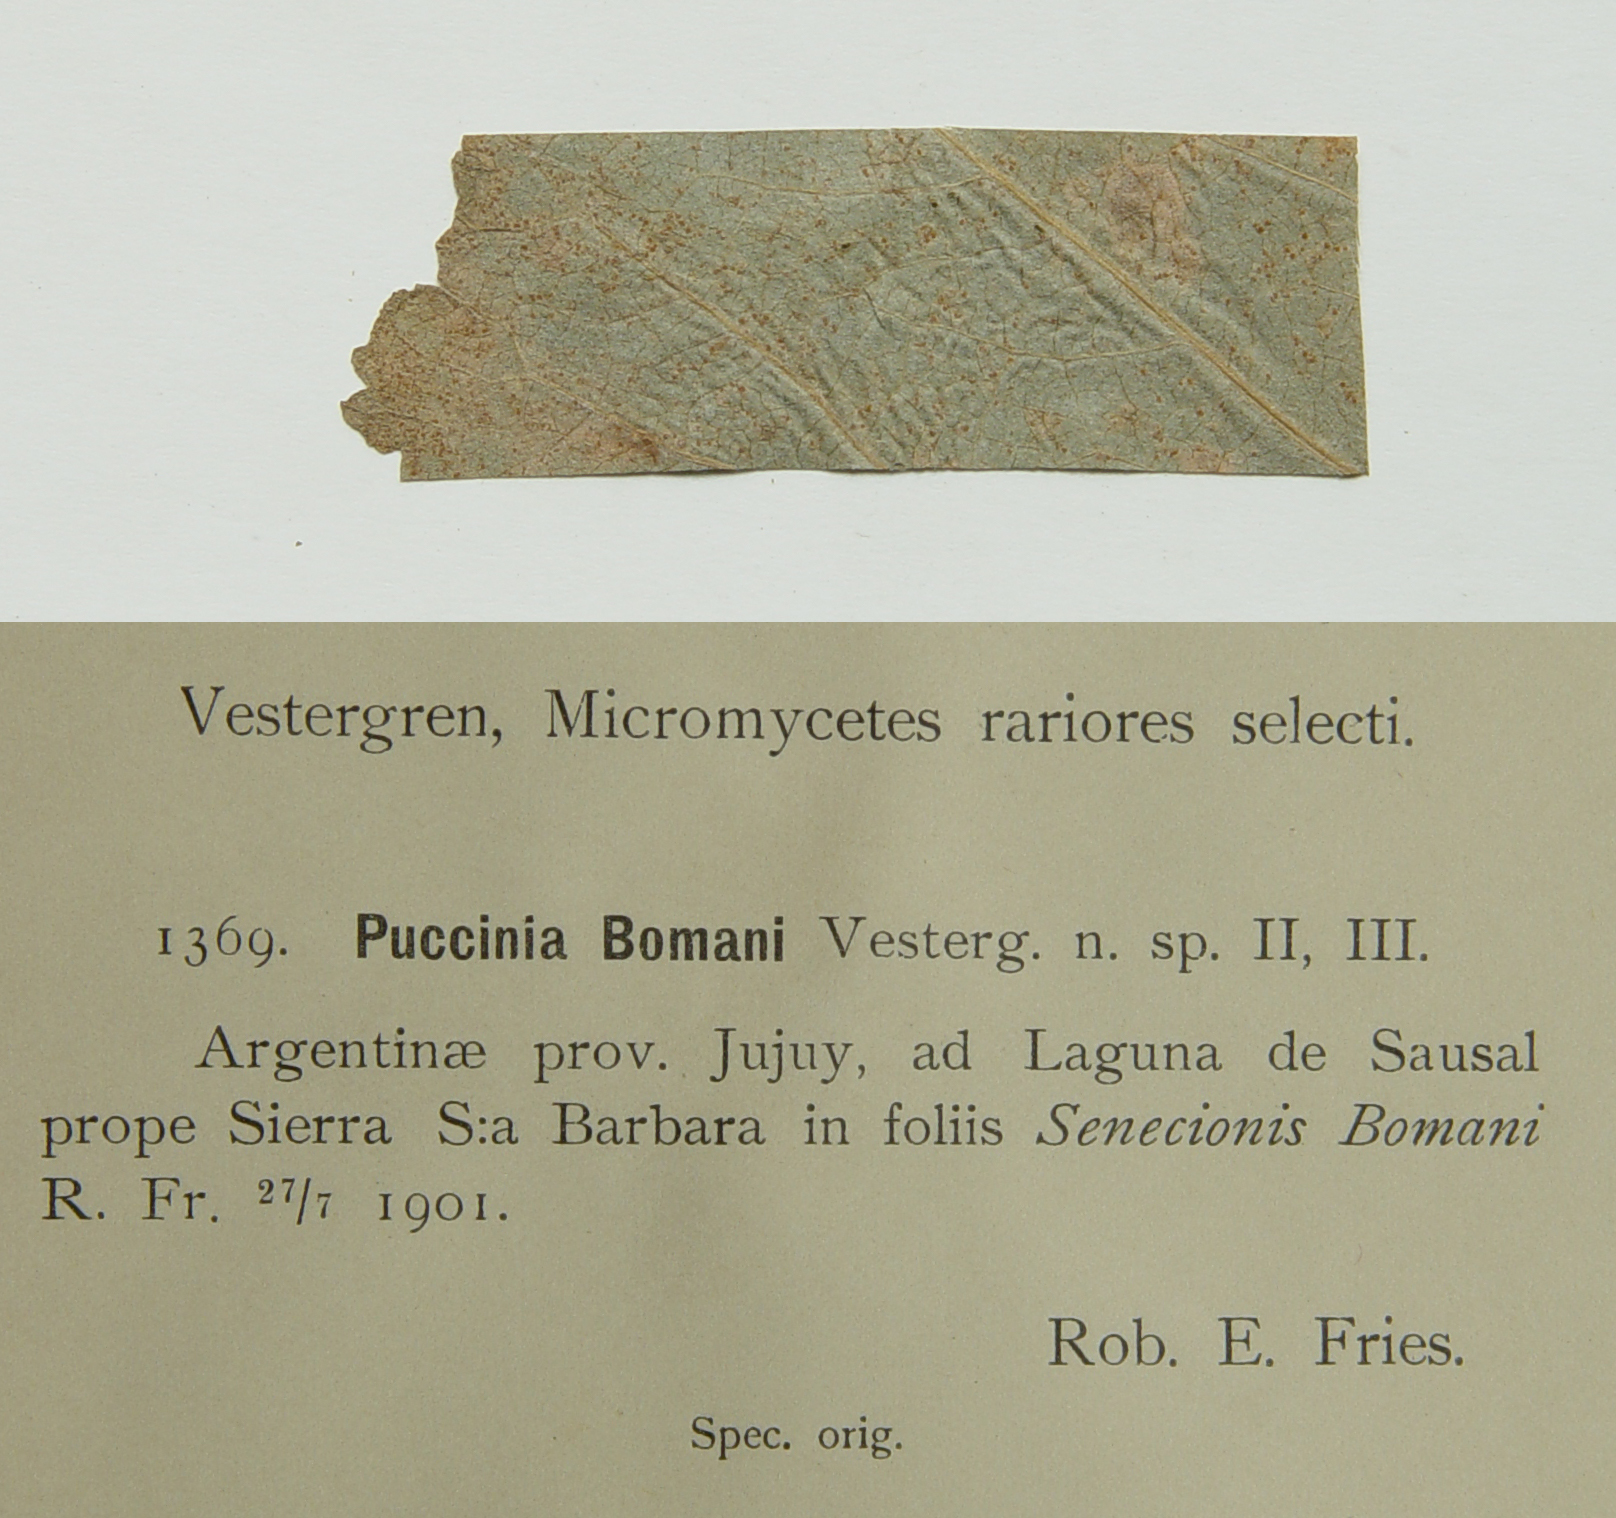 Vestergren, Micromycetes rariores selecti.
1369. Puccinia Bomani Vesterg. n. sp. II, III.
Argentinæ prov. Jujuy, ad Laguna de Sausal
prope Sierra S:a Barbara in foliis Senecionis Bomani
R. Fr. 27/7 1901.
Rob. E. Fries.
Spec. orig.